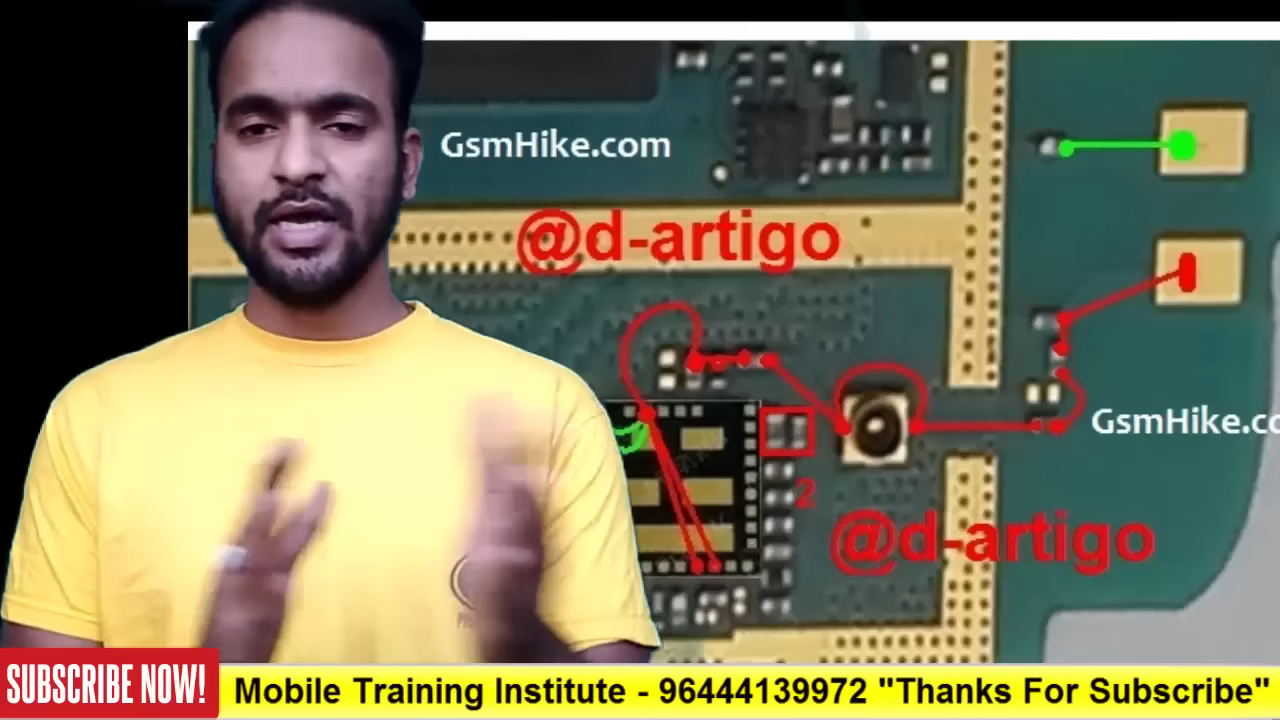 GsmHike.com
@d-artigo
GsmHike.co
2
@d-artigo
SUBSCRIBE NOW!
Mobile Training Institute - 96444139972 "Thanks For Subscribe"